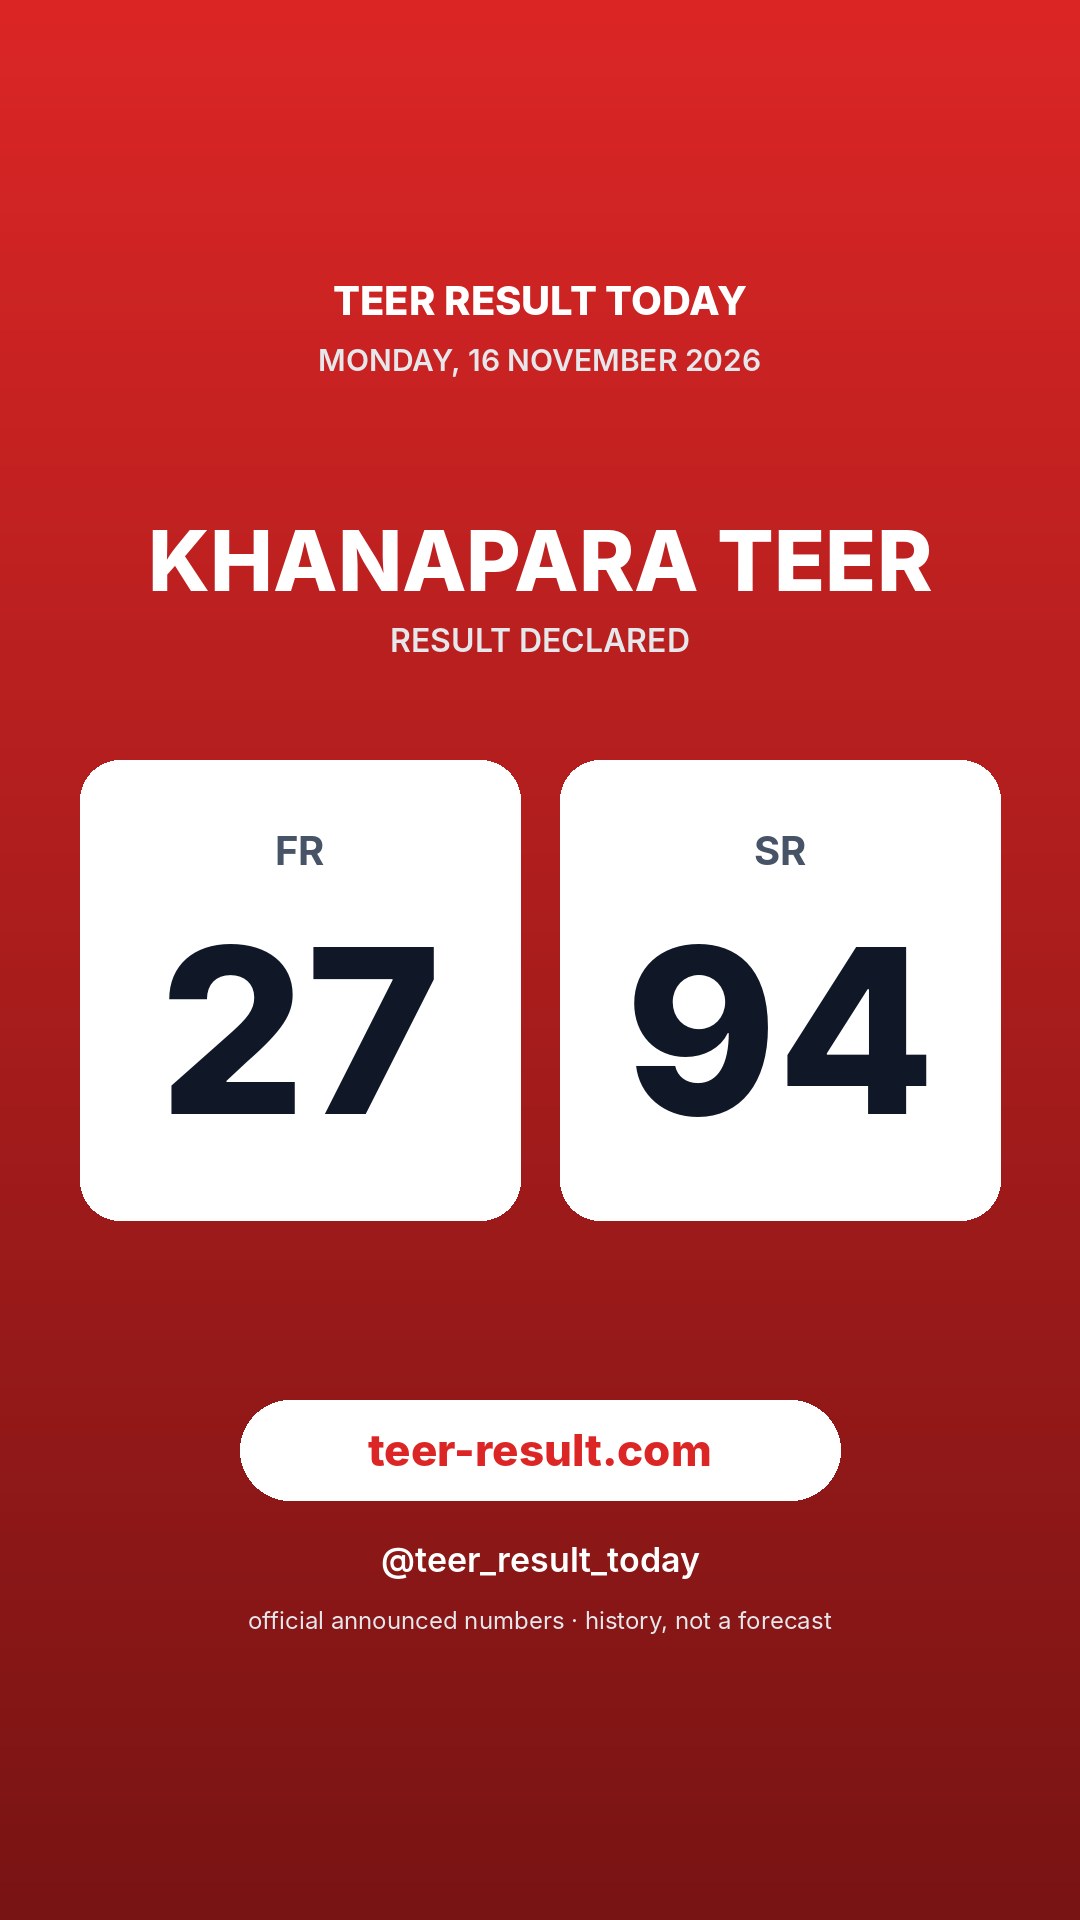 TEER RESULT TODAY
MONDAY, 16 NOVEMBER 2026
KHANAPARA TEER
RESULT DECLARED
FR
27
SR
94
teer-result.com
@teer_result_today
official announced numbers · history, not a forecast